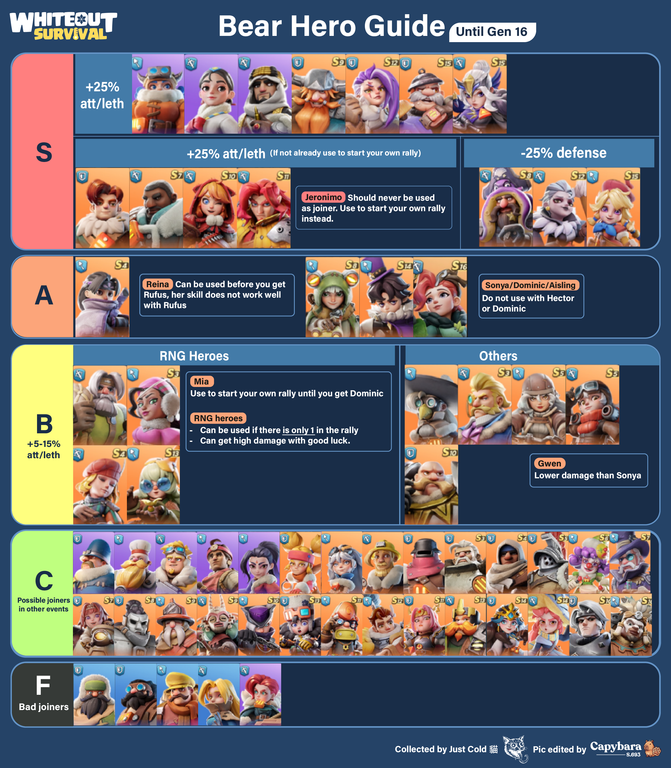 WHITEOUT
SURVIVAL
Bear Hero Guide
Until Gen 16
S
+25%
att/leth
+25% att/leth (If not already use to start your own rally)
Jeronimo Should never be used
as joiner. Use to start your own rally
instead.
-25% defense
A
Reina Can be used before you get
Rufus, her skill does not work well
with Rufus
Sonya/Dominic/Aisling
Do not use with Hector
or Dominic
B
+5-15%
att/leth
RNG Heroes
Mia
Use to start your own rally until you get Dominic
RNG heroes
- Can be used if there is only 1 in the rally
- Can get high damage with good luck.
Others
Gwen
Lower damage than Sonya
C
Possible joiners
in other events
F
Bad joiners
Collected by Just Cold
Pic edited by Capybara
S.693